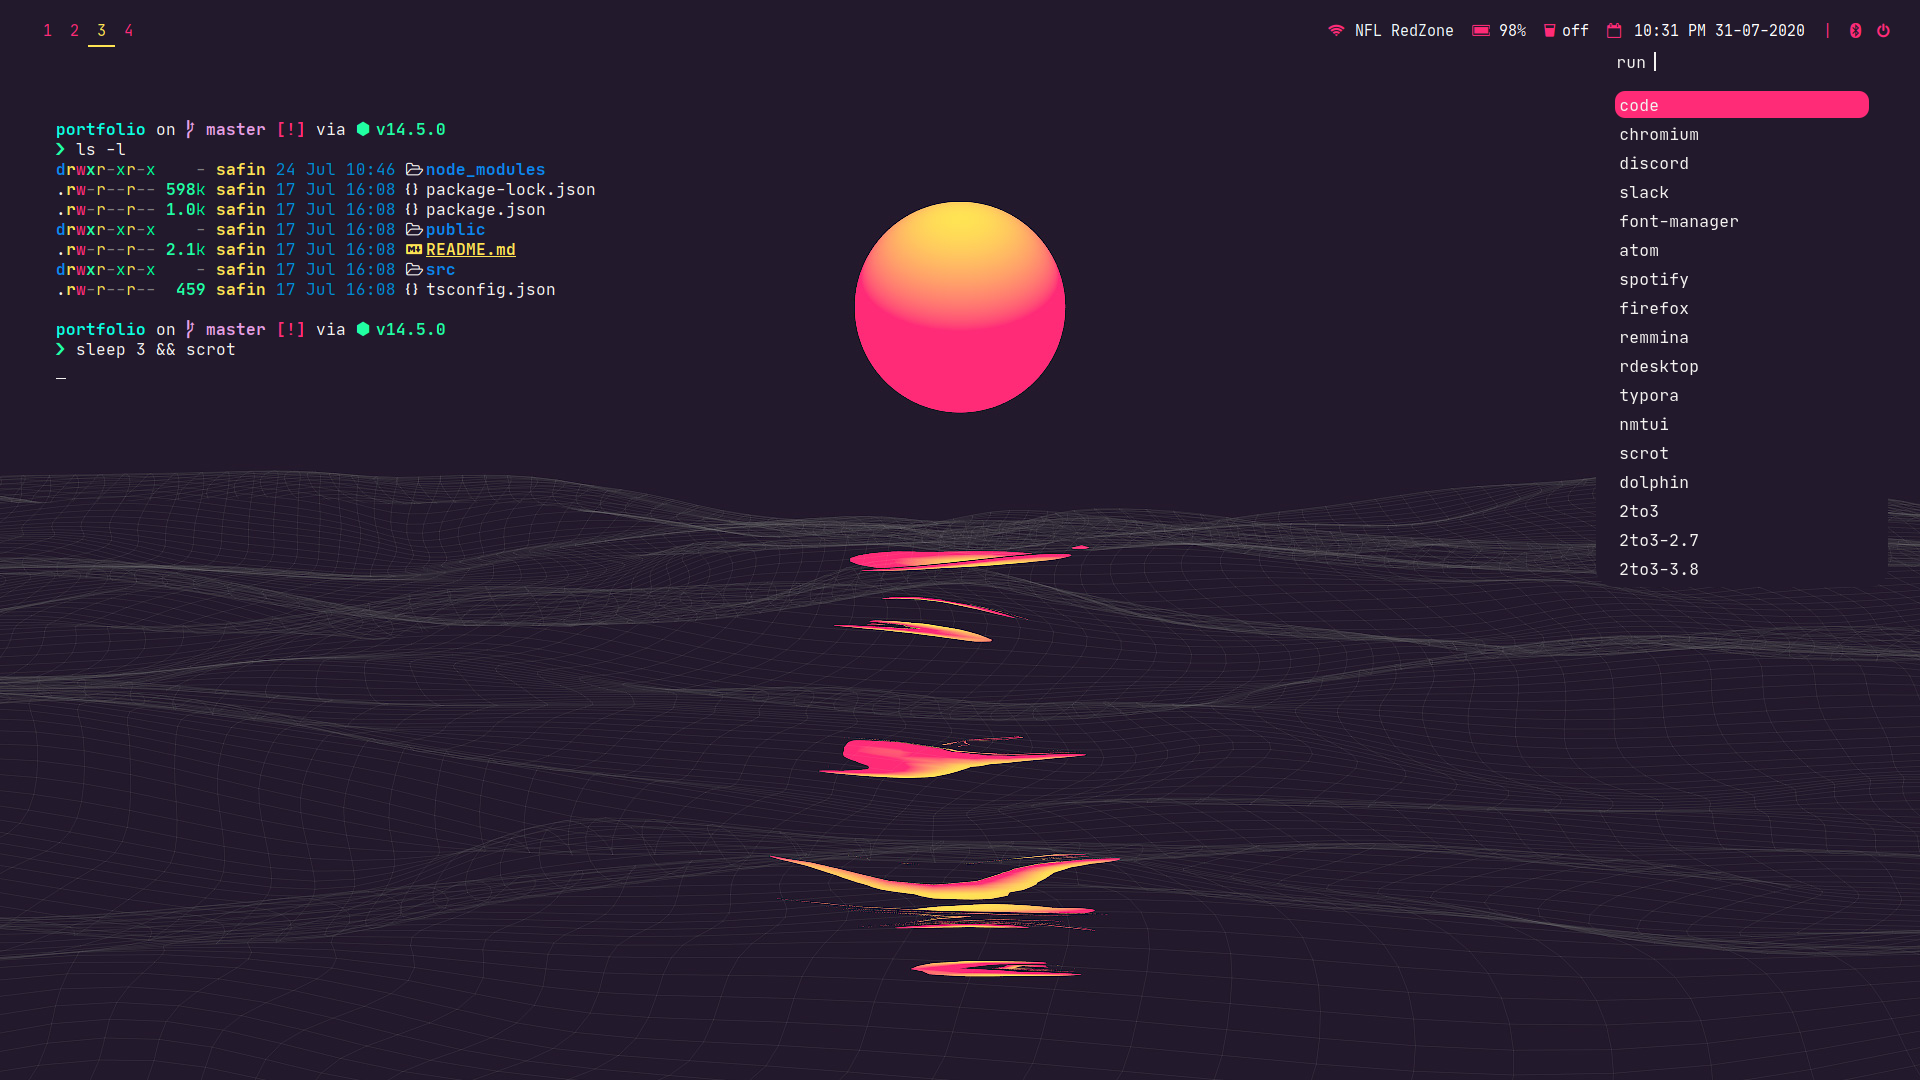 1 2 3 4
NFL RedZone 98% off 10:31 PM 31-07-2020 |
run
portfolio on master [!] via v14.5.0
❯ ls -l
drwxr-xr-x - safin 24 Jul 10:46 node_modules
.rw-r--r-- 598k safin 17 Jul 16:08 {} package-lock.json
.rw-r--r-- 1.0k safin 17 Jul 16:08 {} package.json
drwxr-xr-x - safin 17 Jul 16:08 public
.rw-r--r-- 2.1k safin 17 Jul 16:08 README.md
drwxr-xr-x - safin 17 Jul 16:08 src
.rw-r--r-- 459 safin 17 Jul 16:08 {} tsconfig.json
portfolio on master [!] via v14.5.0
❯ sleep 3 && scrot
_
code
chromium
discord
slack
font-manager
atom
spotify
firefox
remmina
rdesktop
typora
nmtui
scrot
dolphin
2to3
2to3-2.7
2to3-3.8